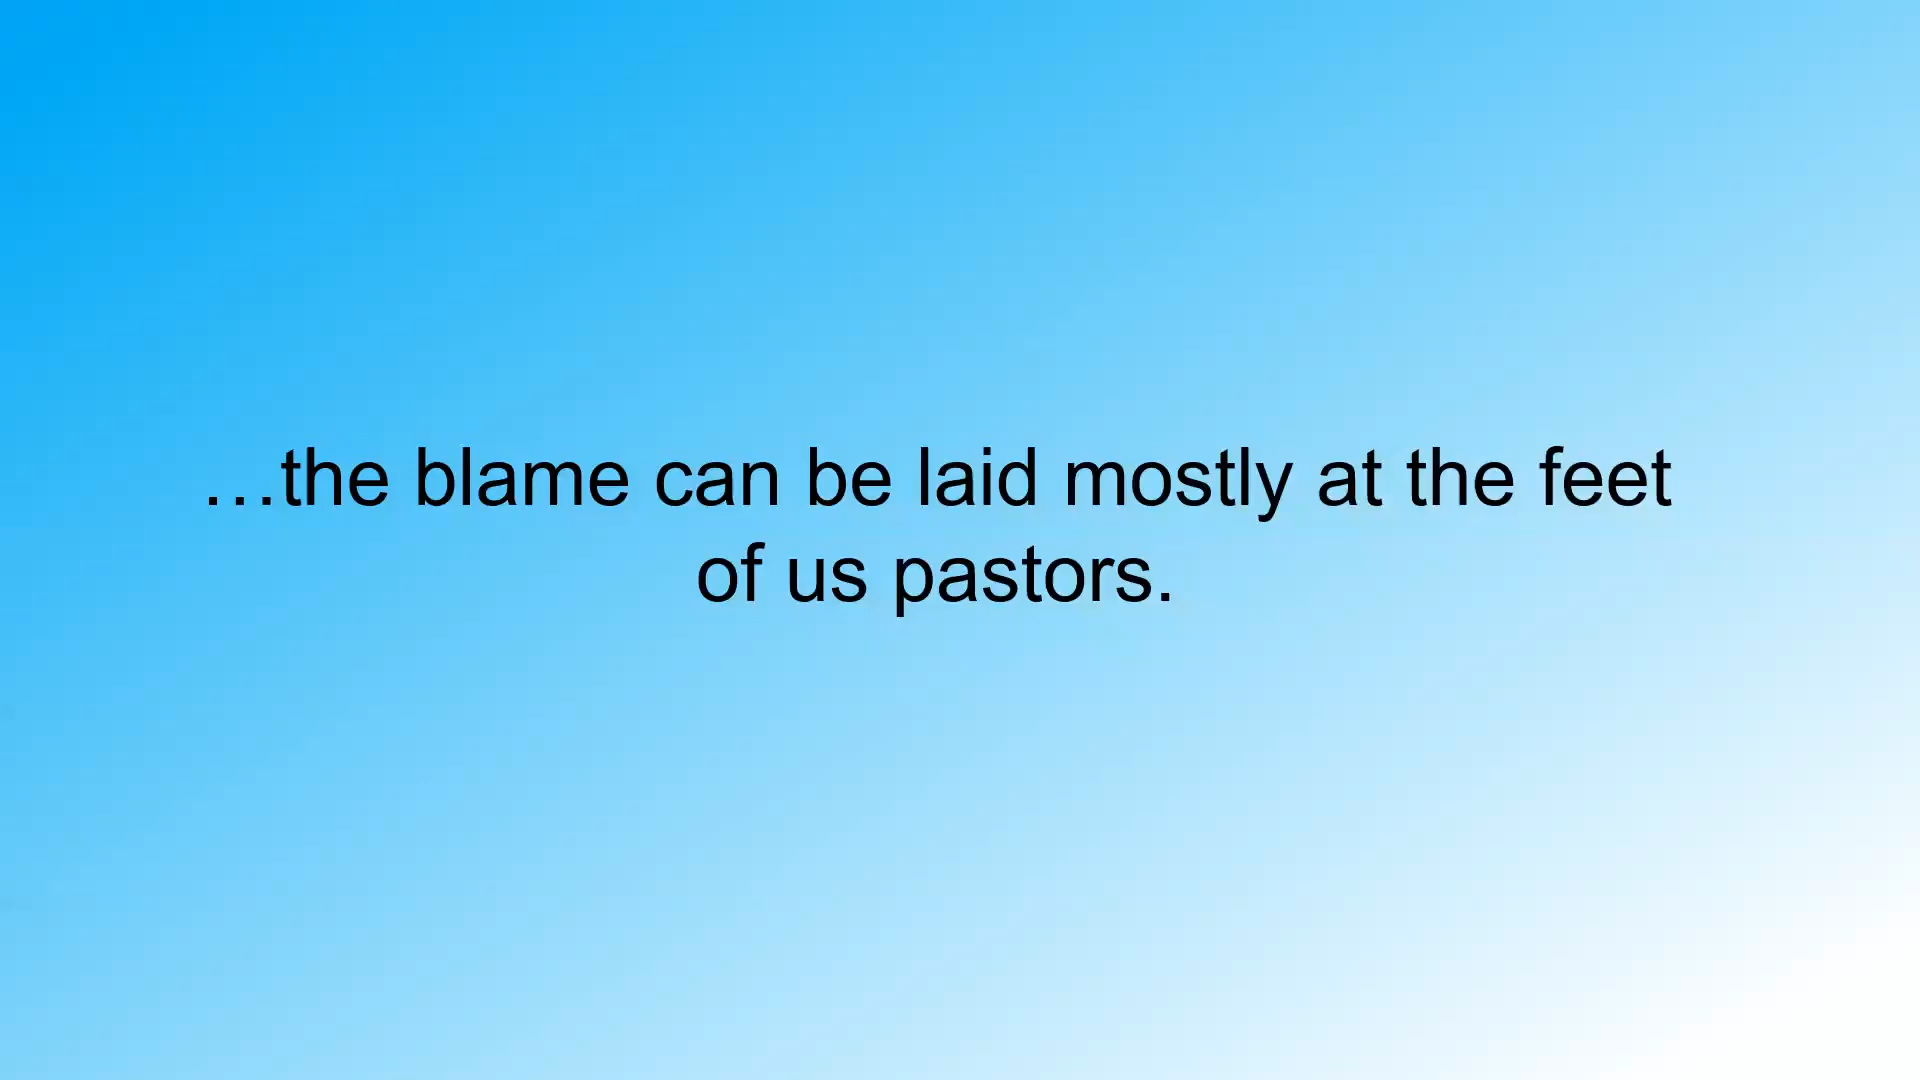 …the blame can be laid mostly at the feet
of us pastors.